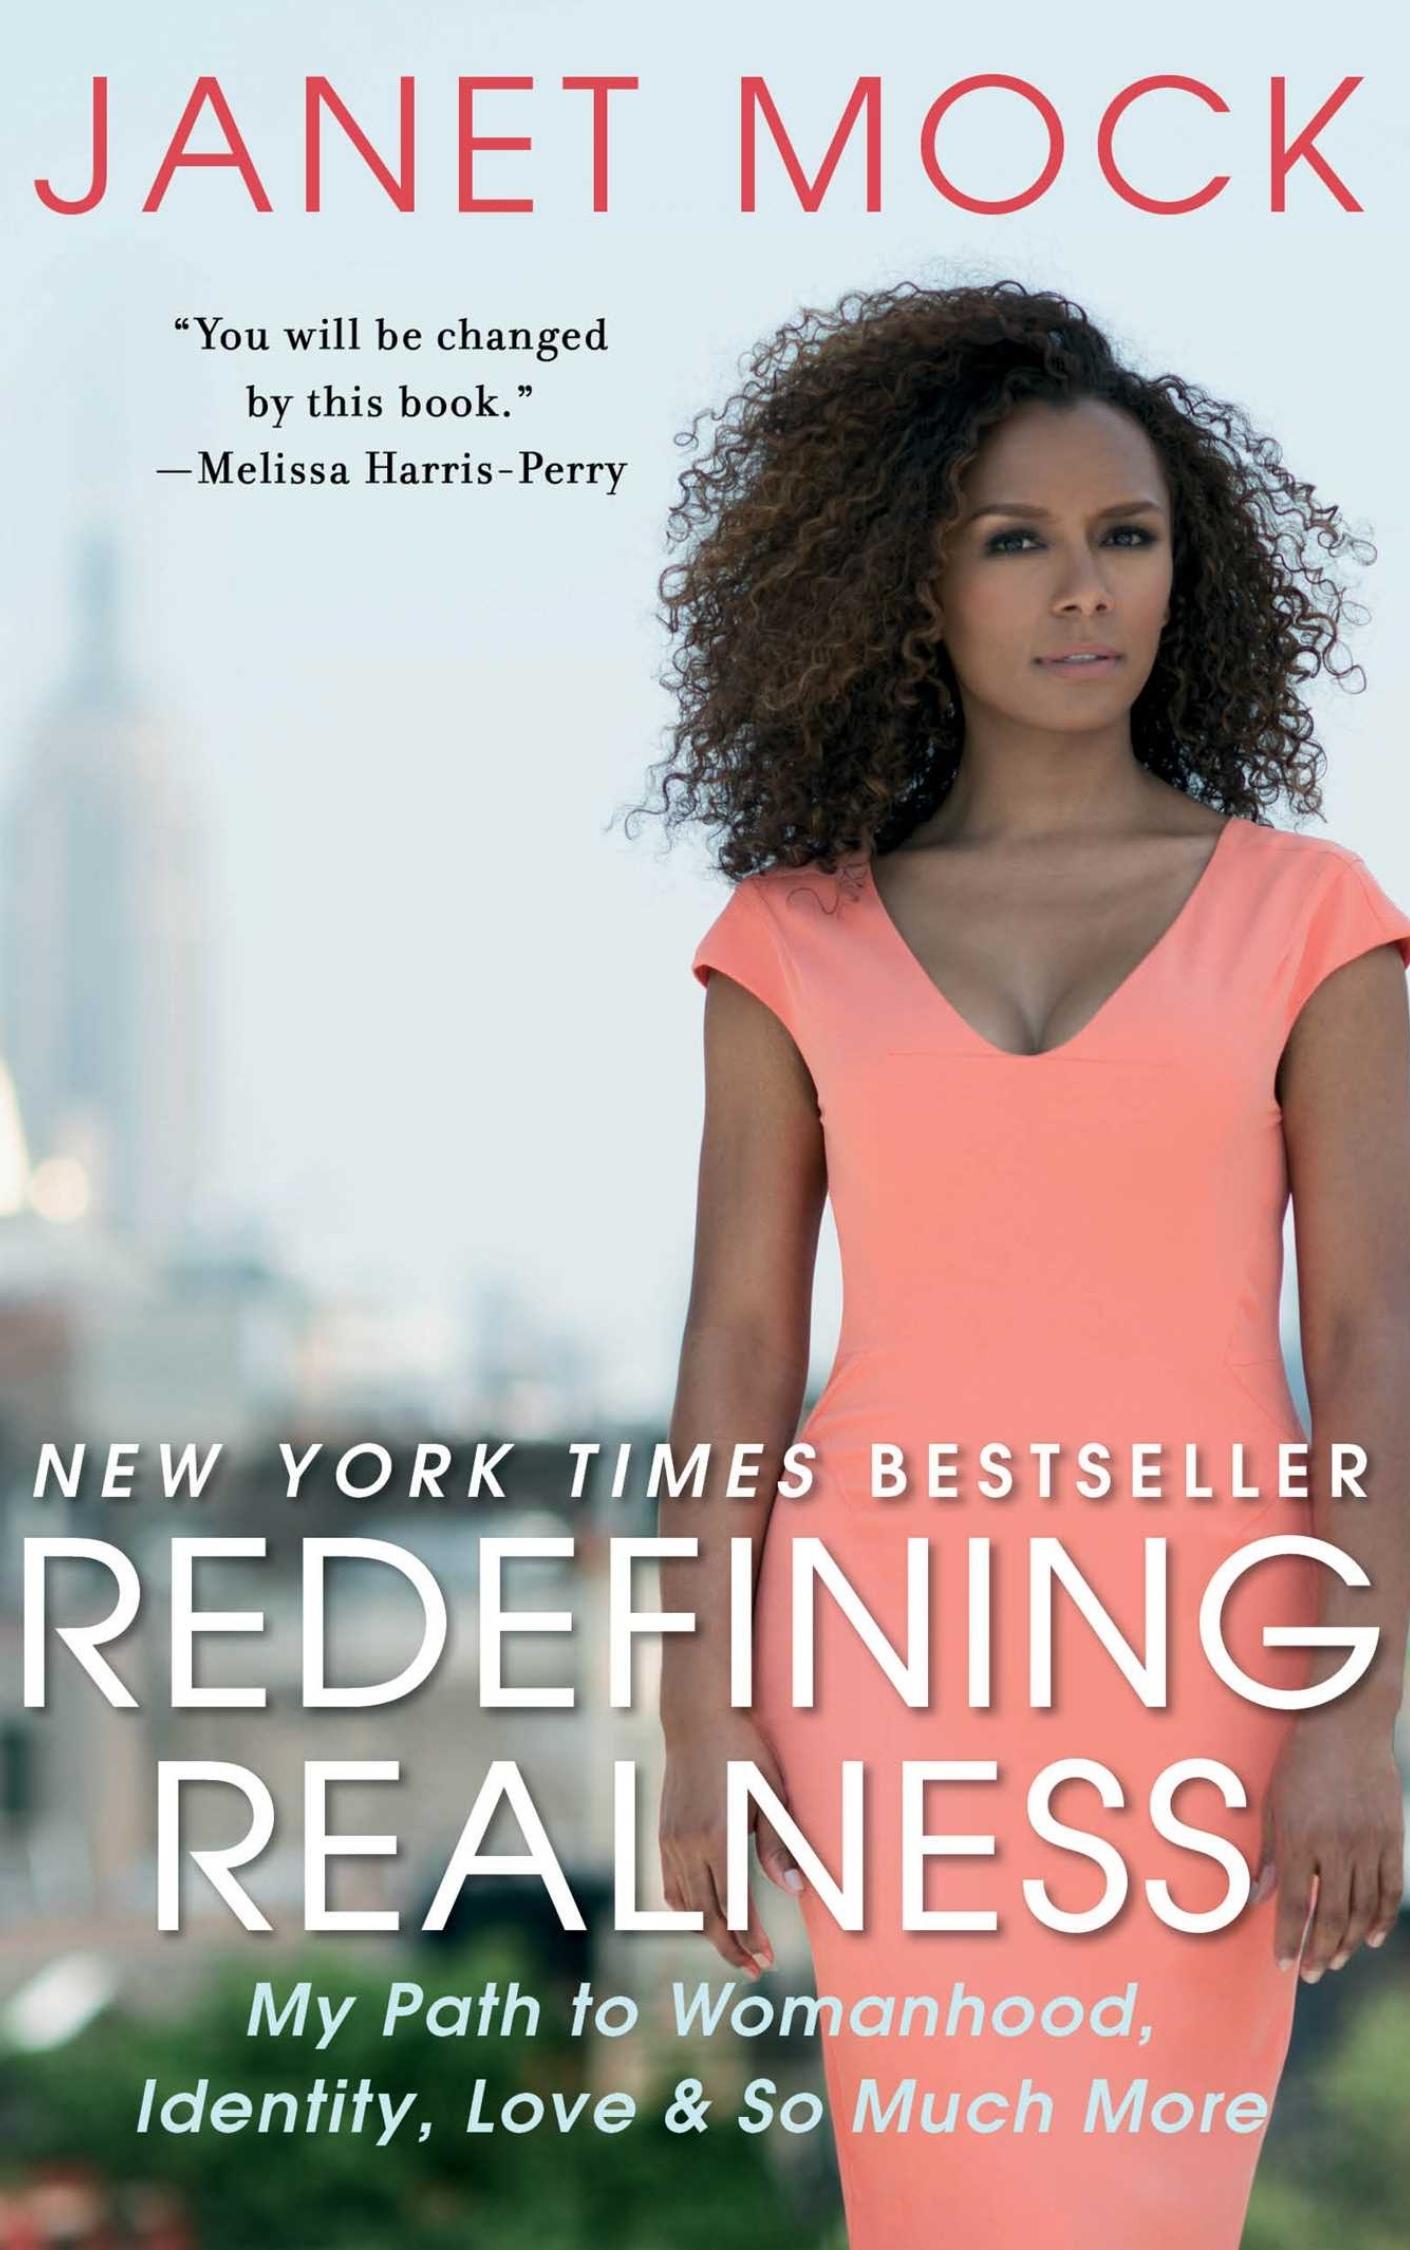 JANET MOCK
“You will be changed
by this book.”
—Melissa Harris-Perry
NEW YORK TIMES BESTSELLER
REDEFINING
REALNESS
My Path to Womanhood,
Identity, Love & So Much More